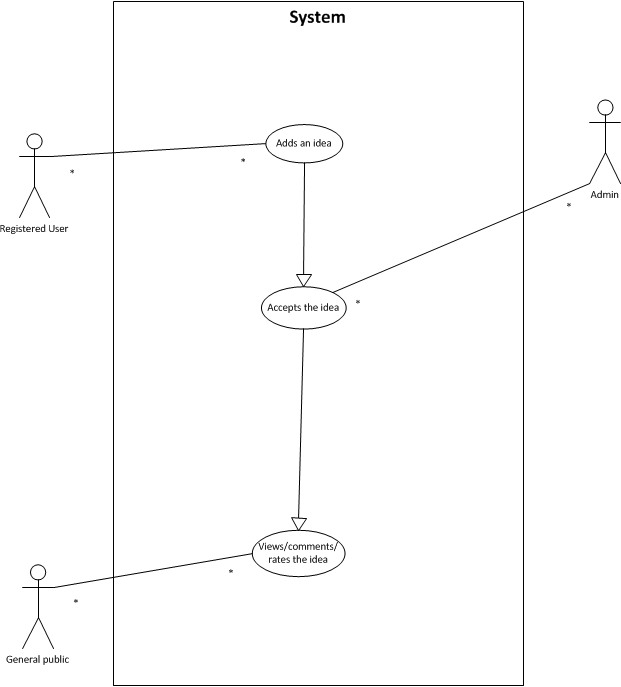 System
Adds an idea
*
*
Registered User
Admin
*
Accepts the idea
*
Views/comments/
rates the idea
*
*
General public